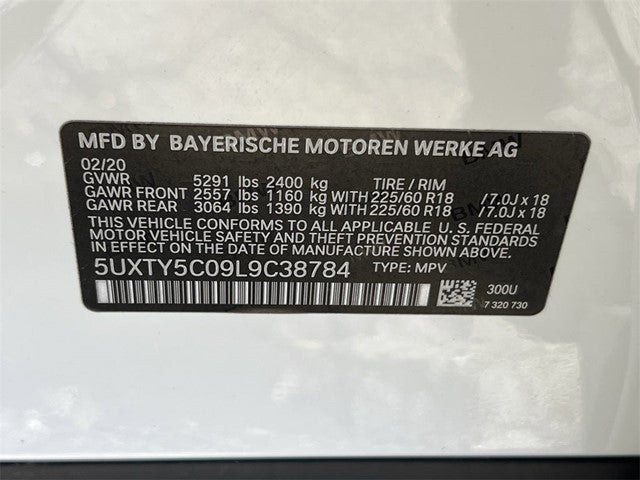 MFD BY BAYERISCHE MOTOREN WERKE AG
02/20
GVWR 5291 lbs 2400 kg TIRE / RIM
GAWR FRONT 2557 lbs 1160 kg WITH 225/60 R18 /7.0J x 18
GAWR REAR 3064 lbs 1390 kg WITH 225/60 R18 /7.0J x 18
THIS VEHICLE CONFORMS TO ALL APPLICABLE U. S. FEDERAL
MOTOR VEHICLE SAFETY AND THEFT PREVENTION STANDARDS
IN EFFECT ON THE DATE OF MANUFACTURE SHOWN ABOVE.
5UXTY5C09L9C38784 TYPE: MPV
300U
7 320 730